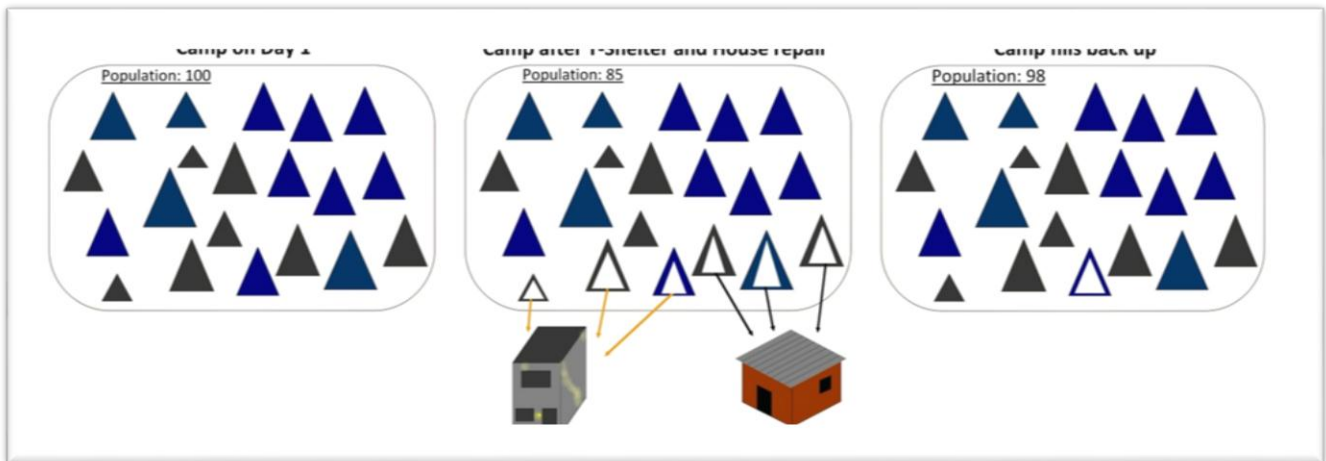 Camp on Day 1
Camp after T-Shelter and House repair
Camp fills back up
Population: 100
Population: 85
Population: 98